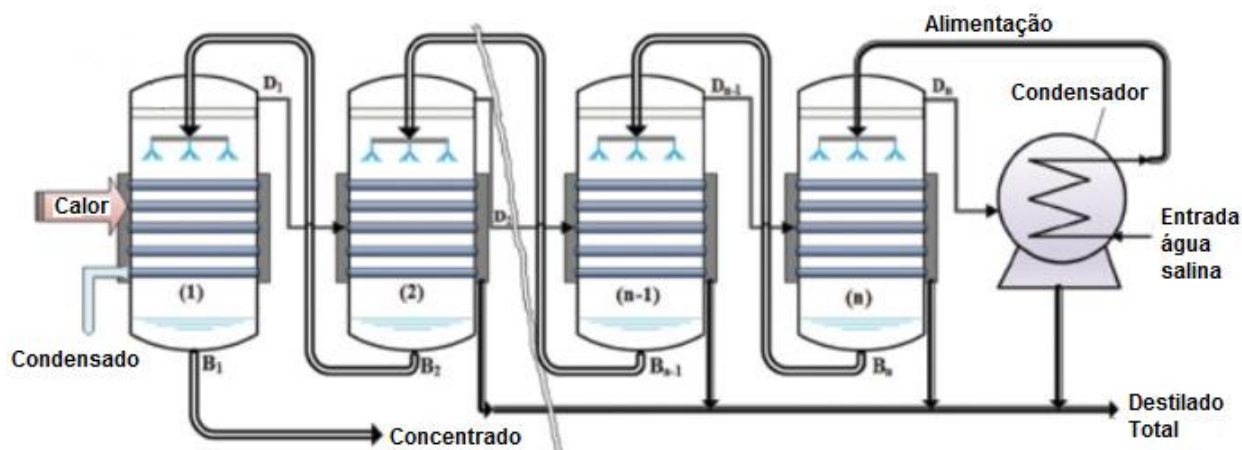 Alimentação
D₁
Dₙ₋₁
Dₙ
Condensador
Calor
D₂
Entrada
água
salina
(1)
(2)
(n-1)
(n)
Condensado
B₁
B₂
Bₙ₋₁
Bₙ
Concentrado
Destilado
Total